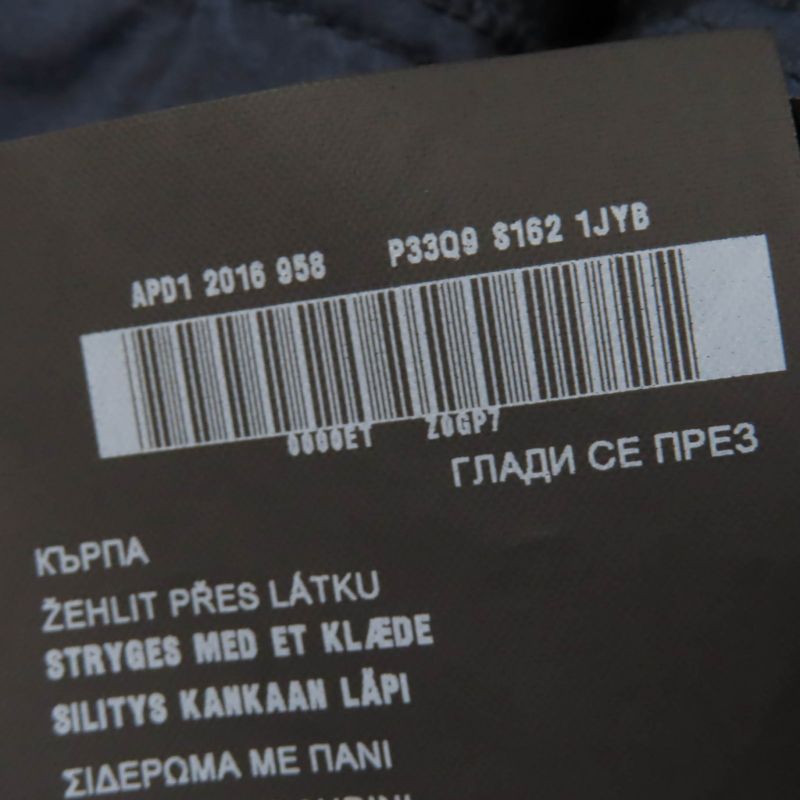 APD1 2016 958 P33Q9 S162 1JYB
Z6GP7
ГЛАДИ СЕ ПРЕЗ
КЪРПА
ŽEHLIT PŘES LÁTKU
STRYGES MED ET KLÆDE
SILITYS KANKAAN LÄPI
ΣΙΔΕΡΩΜΑ ΜΕ ΠΑΝΙ